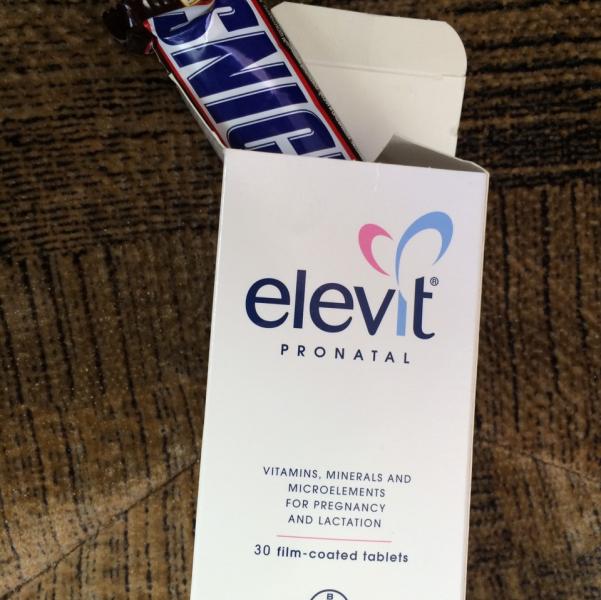 SNIC
elevit®
PRONATAL
VITAMINS, MINERALS AND
MICROELEMENTS
FOR PREGNANCY
AND LACTATION
30 film-coated tablets
B